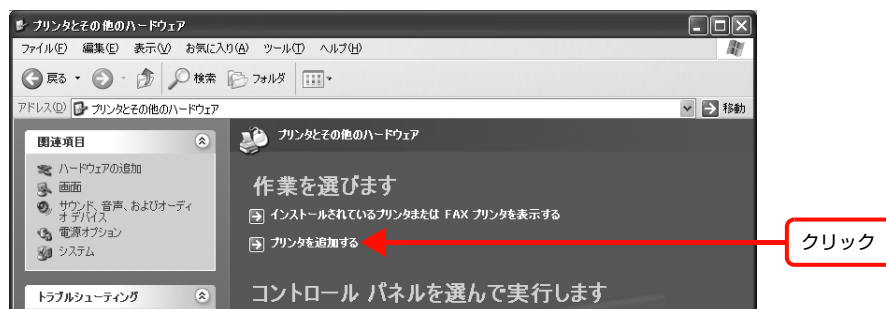 プリンタとその他のハードウェア
ファイル(F) 編集(E) 表示(V) お気に入り(A) ツール(T) ヘルプ(H)
戻る 検索 フォルダ
アドレス(D) プリンタとその他のハードウェア 移動
関連項目
ハードウェアの追加
画面
サウンド、音声、およびオーディ
オ デバイス
電源オプション
システム
トラブルシューティング
プリンタとその他のハードウェア
作業を選びます
インストールされているプリンタまたは FAX プリンタを表示する
プリンタを追加する
クリック
コントロール パネルを選んで実行します